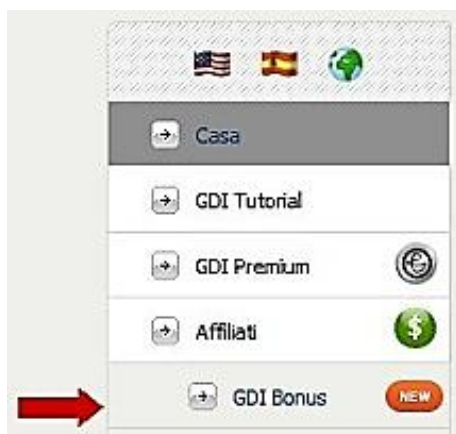 Casa
GDI Tutorial
GDI Premium
€
Affiliati
$
GDI Bonus
NEW